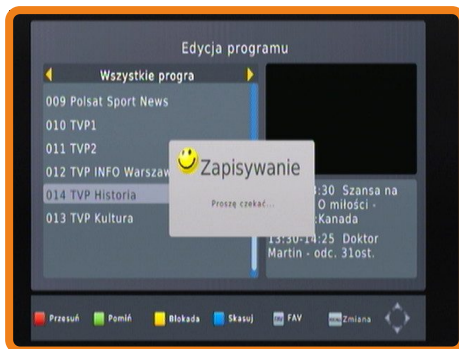 Edycja programu
Wszystkie progra
009 Polsat Sport News
010 TVP1
011 TVP2
012 TVP INFO Warszaw
014 TVP Historia
013 TVP Kultura
Zapisywanie
Proszę czekać...
:30 Szansa na
O miłości -
:Kanada
13:30-14:25 Doktor
Martin - odc. 31ost.
Przesuń Pomiń Blokada Skasuj FAV Zmiana